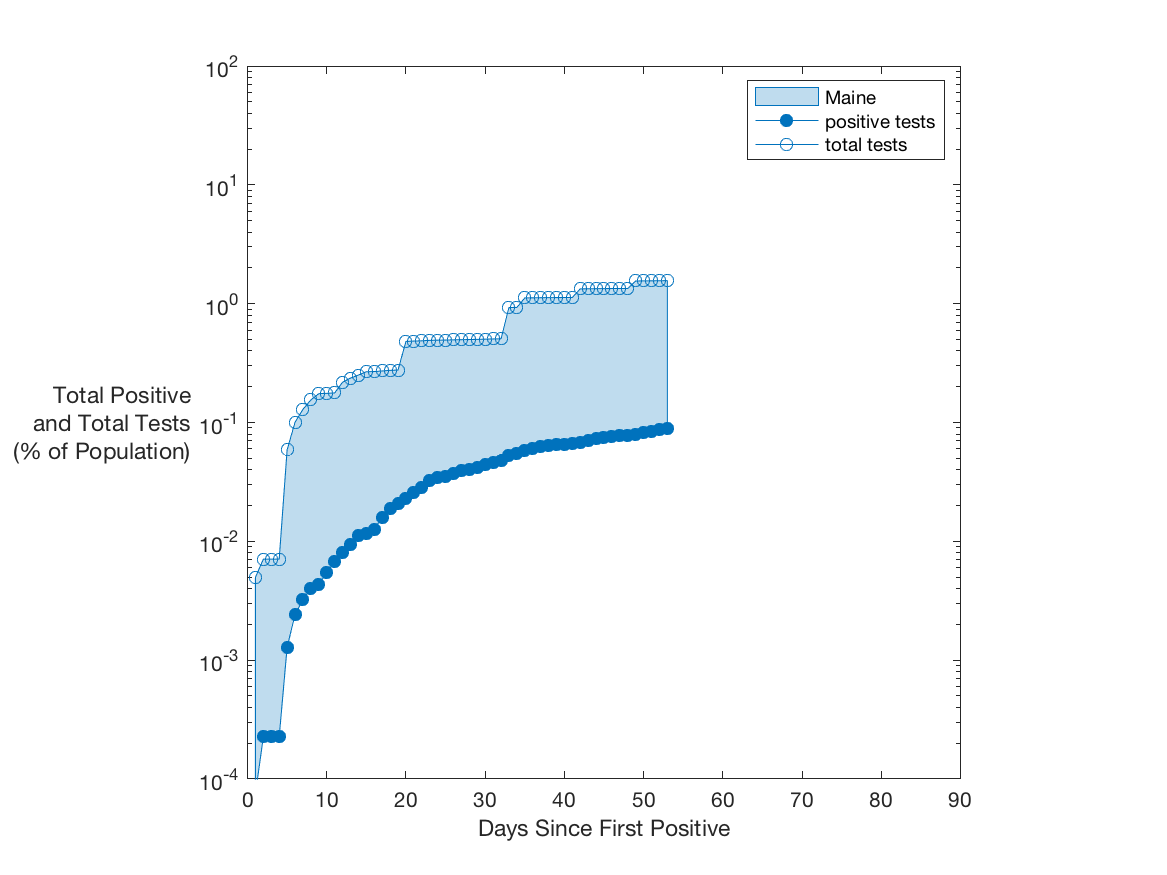 10^2
10^1
10^0
10^-1
10^-2
10^-3
10^-4
Total Positive
and Total Tests
(% of Population)
Maine
positive tests
total tests
0 10 20 30 40 50 60 70 80 90
Days Since First Positive